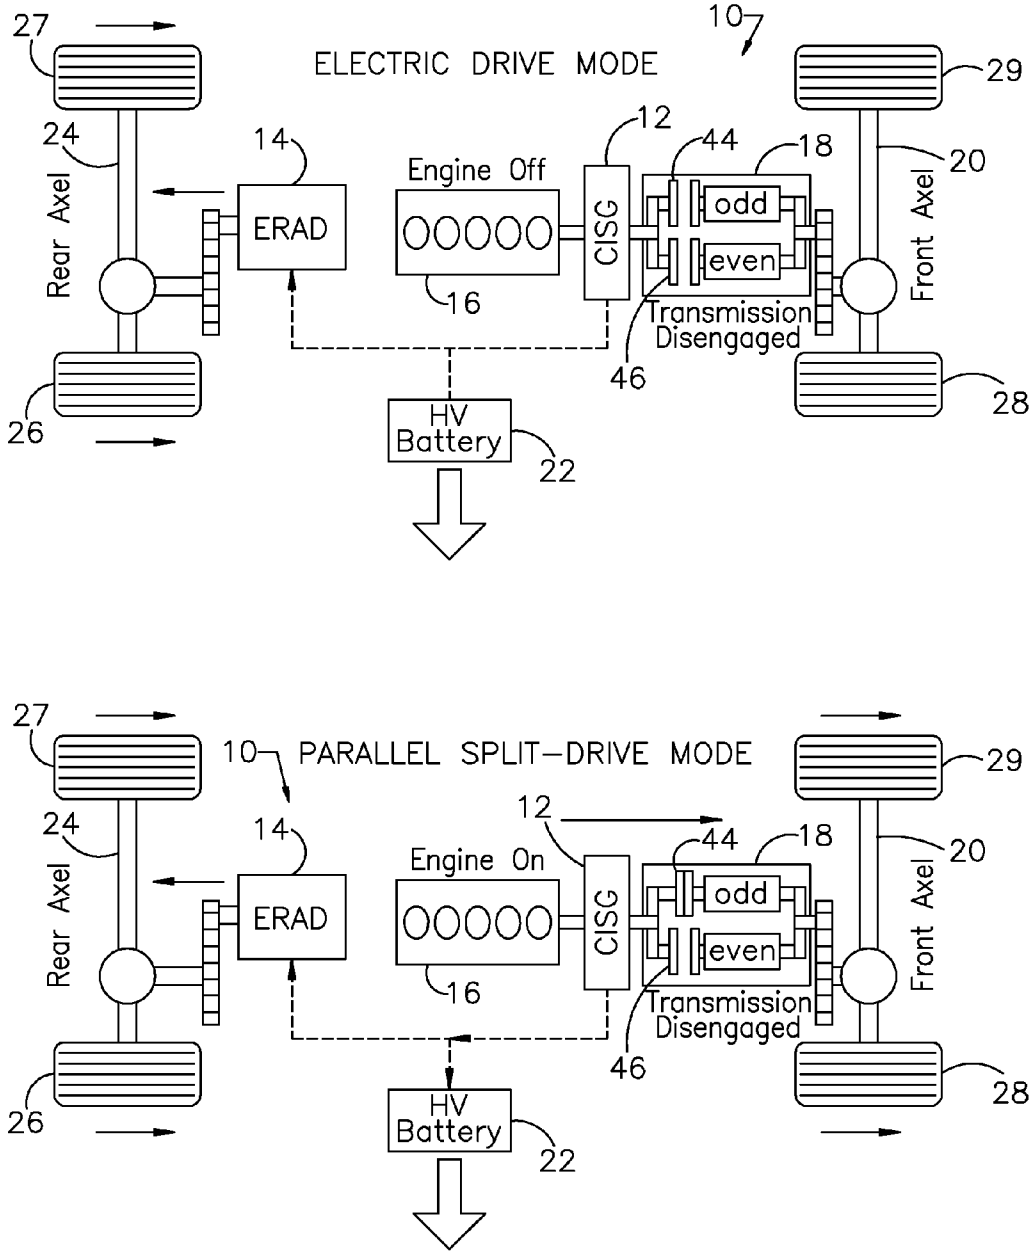 27
10
ELECTRIC DRIVE MODE
29
24
14
12
44
18
20
Engine Off
Rear Axel
ERAD
CISG
odd
even
Front Axel
16
Transmission
Disengaged
46
26
28
HV
Battery
22
27
10
PARALLEL SPLIT-DRIVE MODE
29
24
14
12
44
18
20
Engine On
Rear Axel
ERAD
CISG
odd
even
Front Axel
16
Transmission
Disengaged
46
26
28
HV
Battery
22